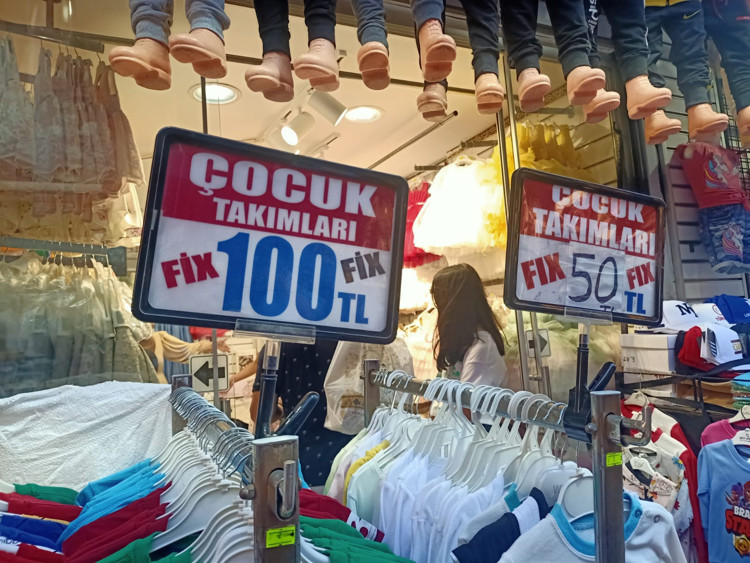 ÇOCUK
TAKIMLARI
FİX 100 FİX
TL
ÇOCUK
TAKIMLARI
FİX 50 FİX
TL